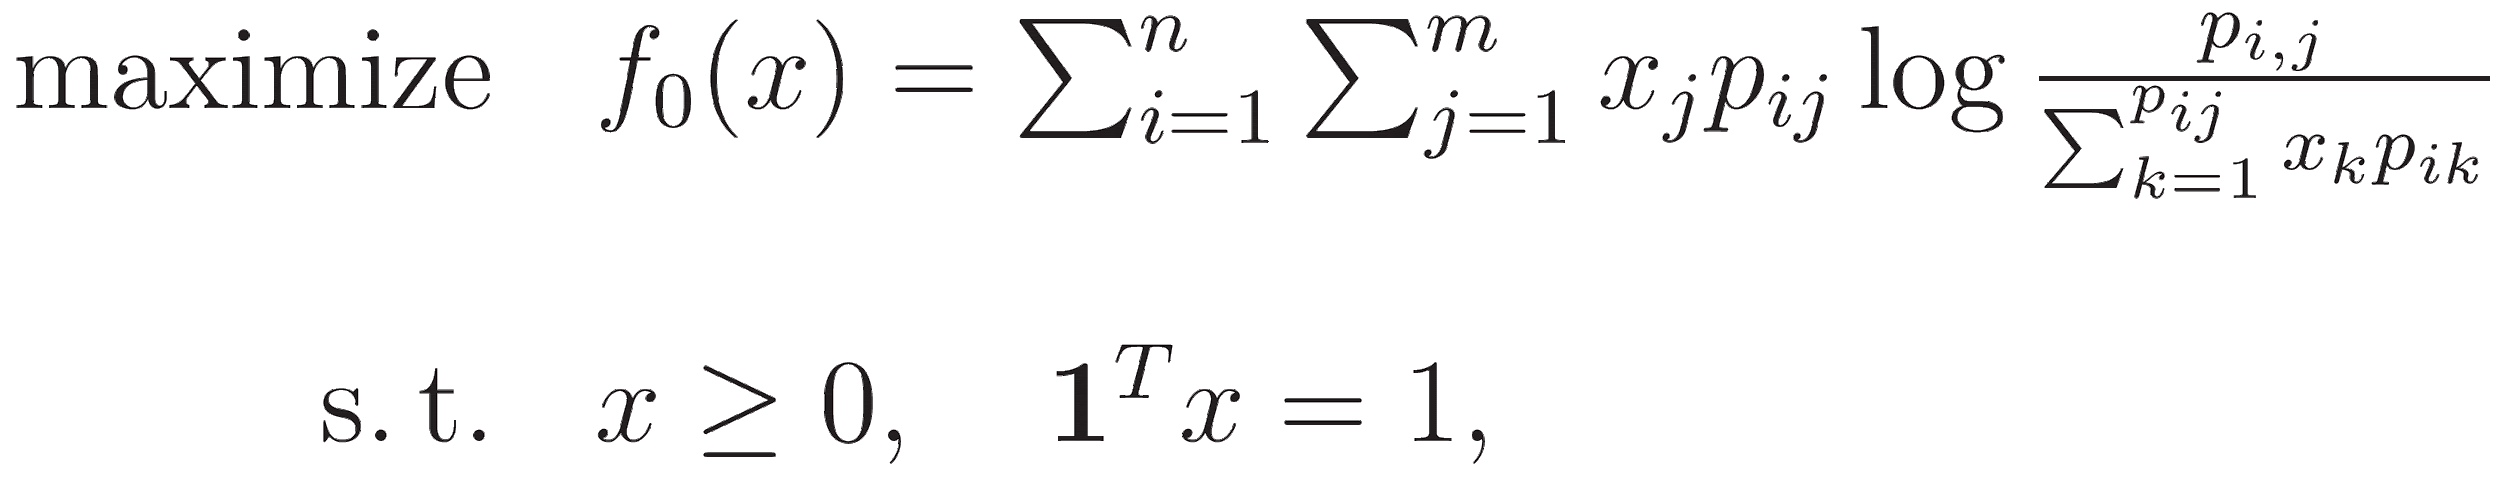 maximize $f_0(x) = \sum_{i=1}^{n} \sum_{j=1}^{m} x_j p_{ij} \log \frac{p_{i,j}}{\sum_{k=1}^{p_{ij}} x_k p_{ik}}$
s. t. $x \geq 0, \quad \mathbf{1}^T x = 1,$